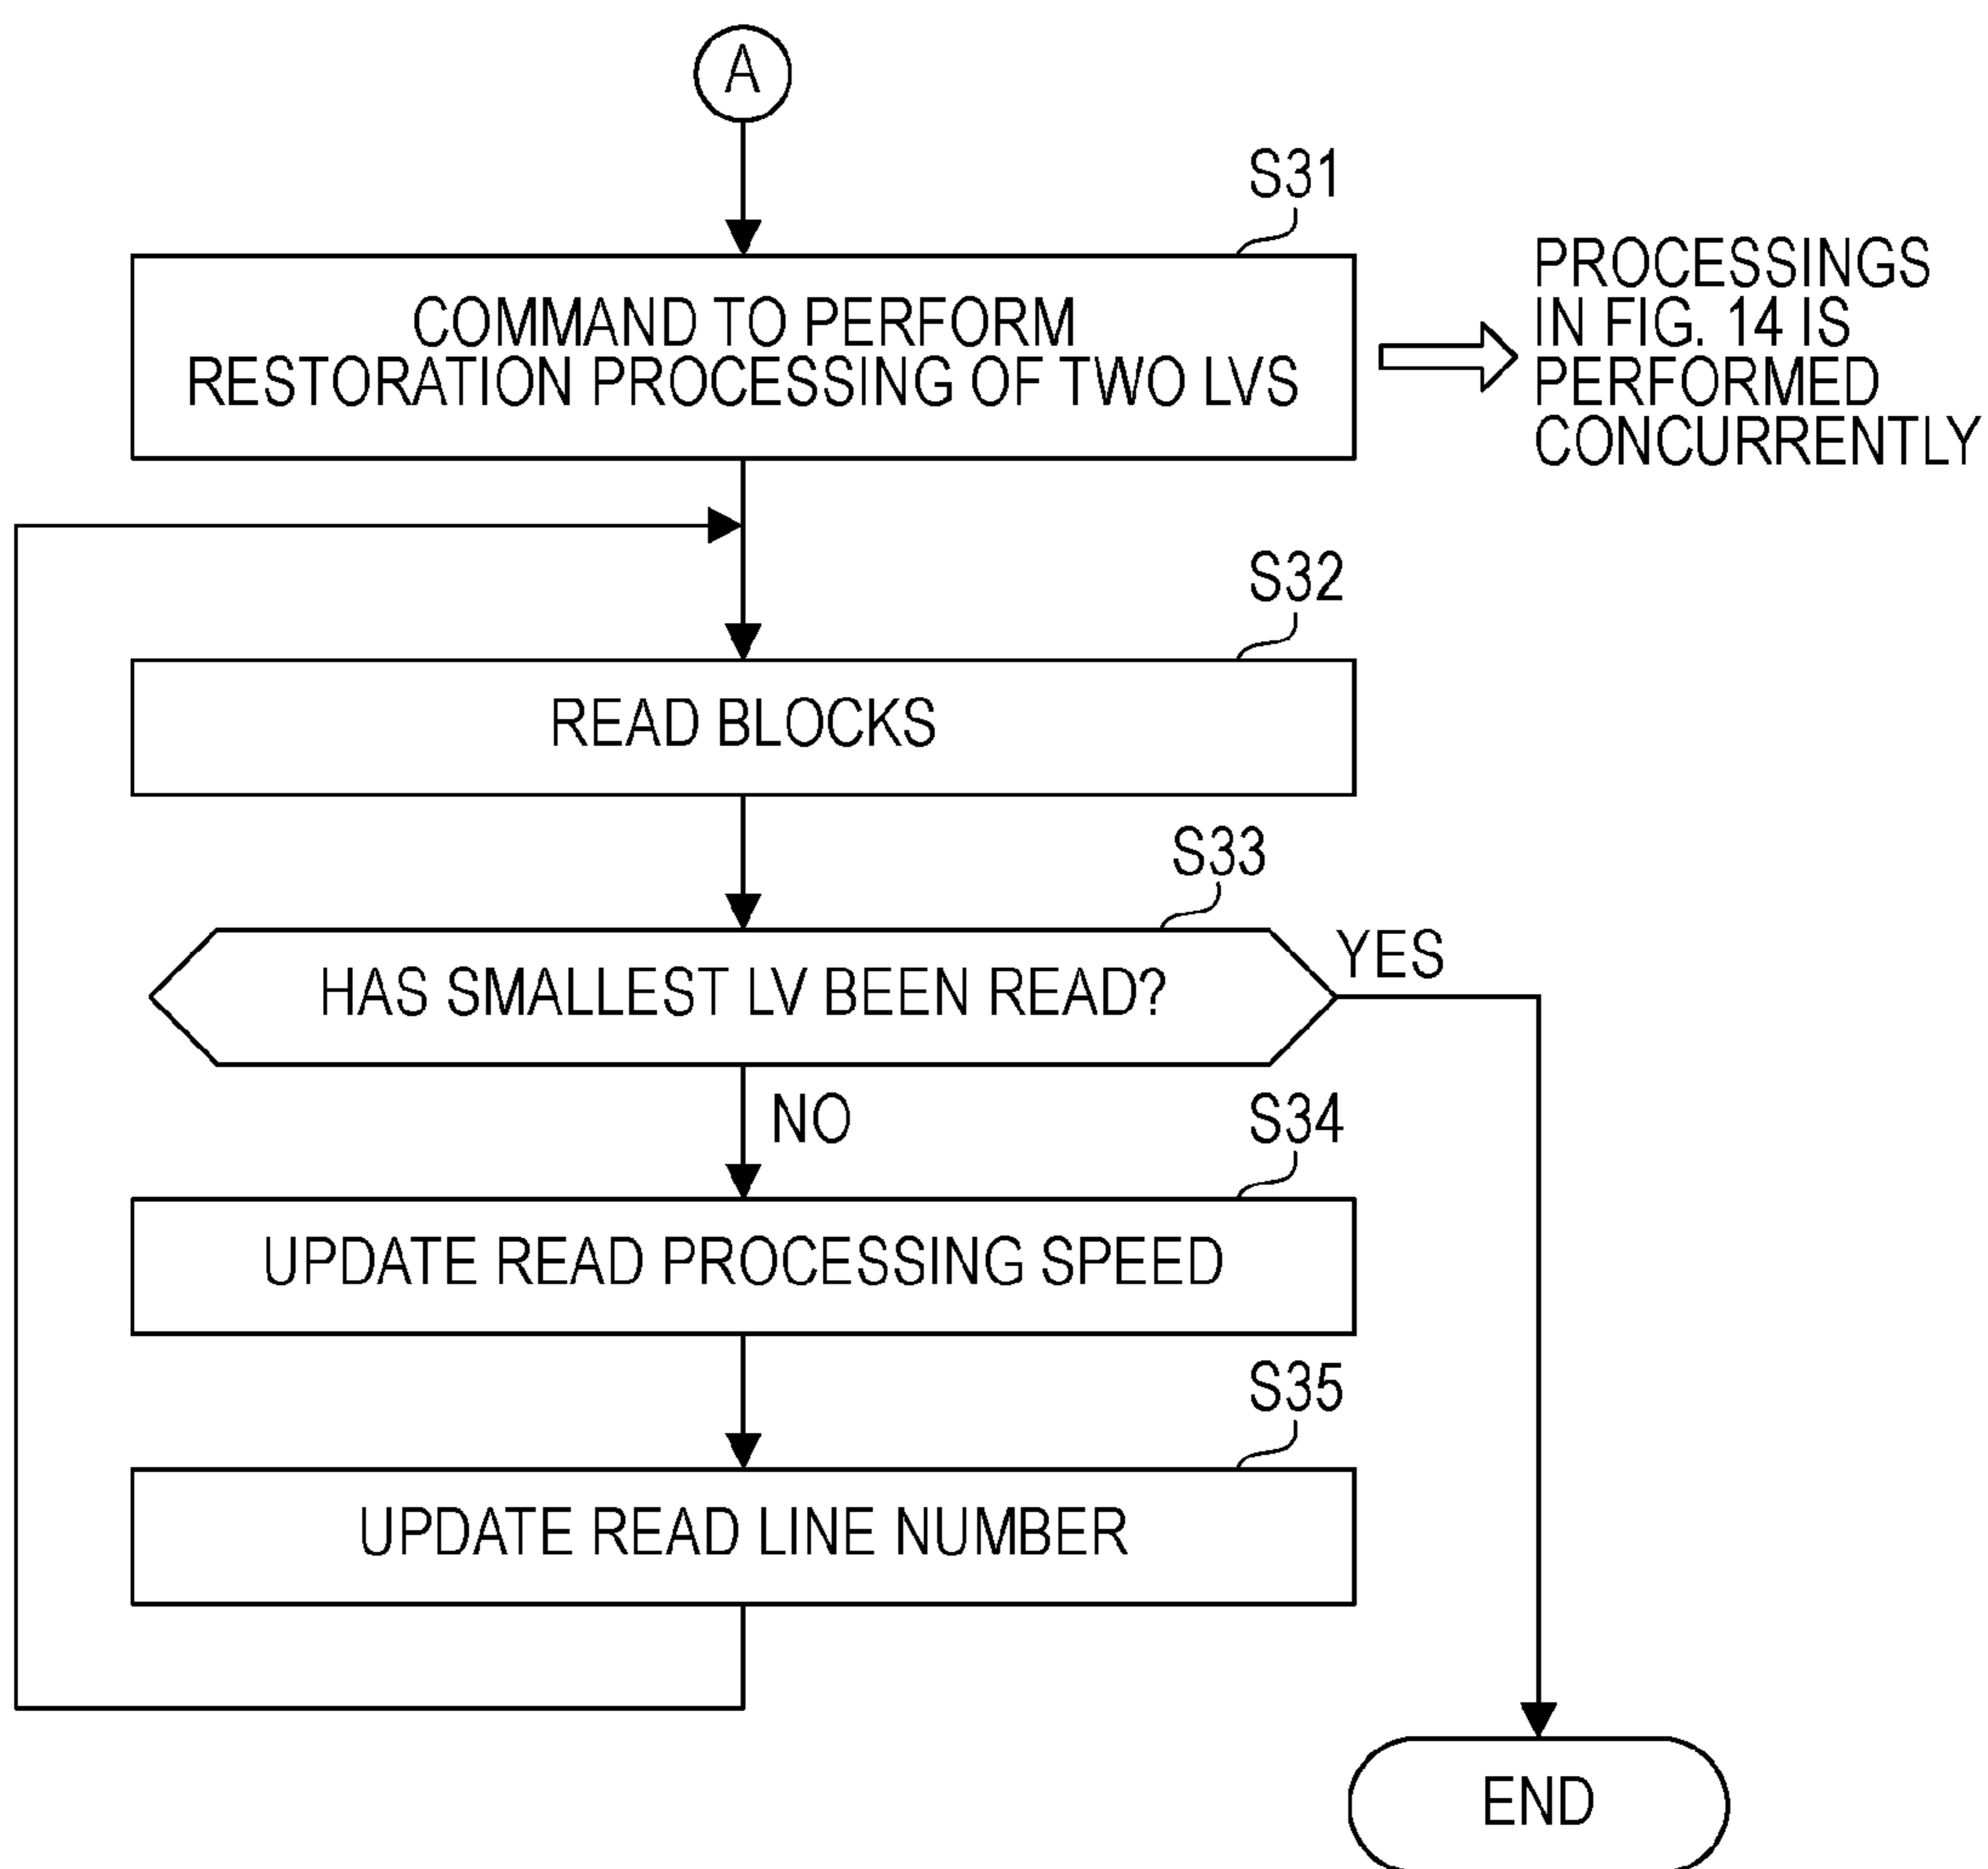 A
S31
COMMAND TO PERFORM
RESTORATION PROCESSING OF TWO LVS
PROCESSINGS
IN FIG. 14 IS
PERFORMED
CONCURRENTLY
S32
READ BLOCKS
S33
HAS SMALLEST LV BEEN READ?
YES
NO
S34
UPDATE READ PROCESSING SPEED
S35
UPDATE READ LINE NUMBER
END